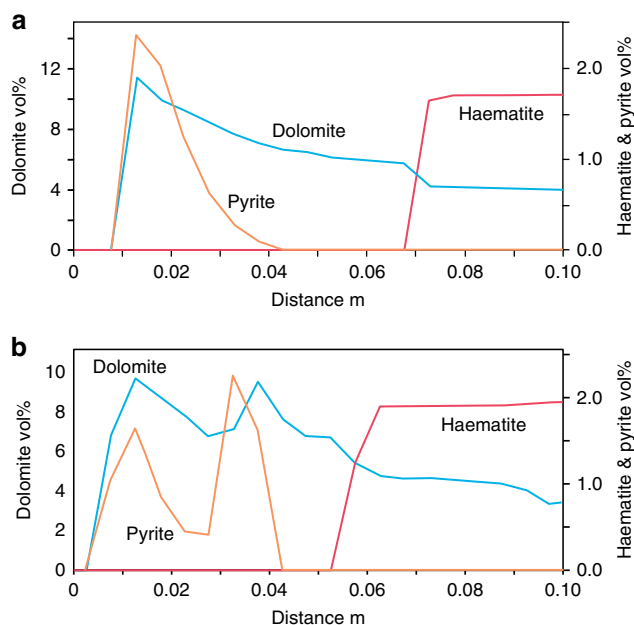 a
Dolomite vol%
12
8
4
0
Dolomite
Pyrite
Haematite
2.0
1.0
0.0
Haematite & pyrite vol%
0
0.02
0.04
0.06
0.08
0.10
Distance m
b
Dolomite vol%
10
8
6
4
2
0
Dolomite
Pyrite
Haematite
2.0
1.0
0.0
Haematite & pyrite vol%
0
0.02
0.04
0.06
0.08
0.10
Distance m